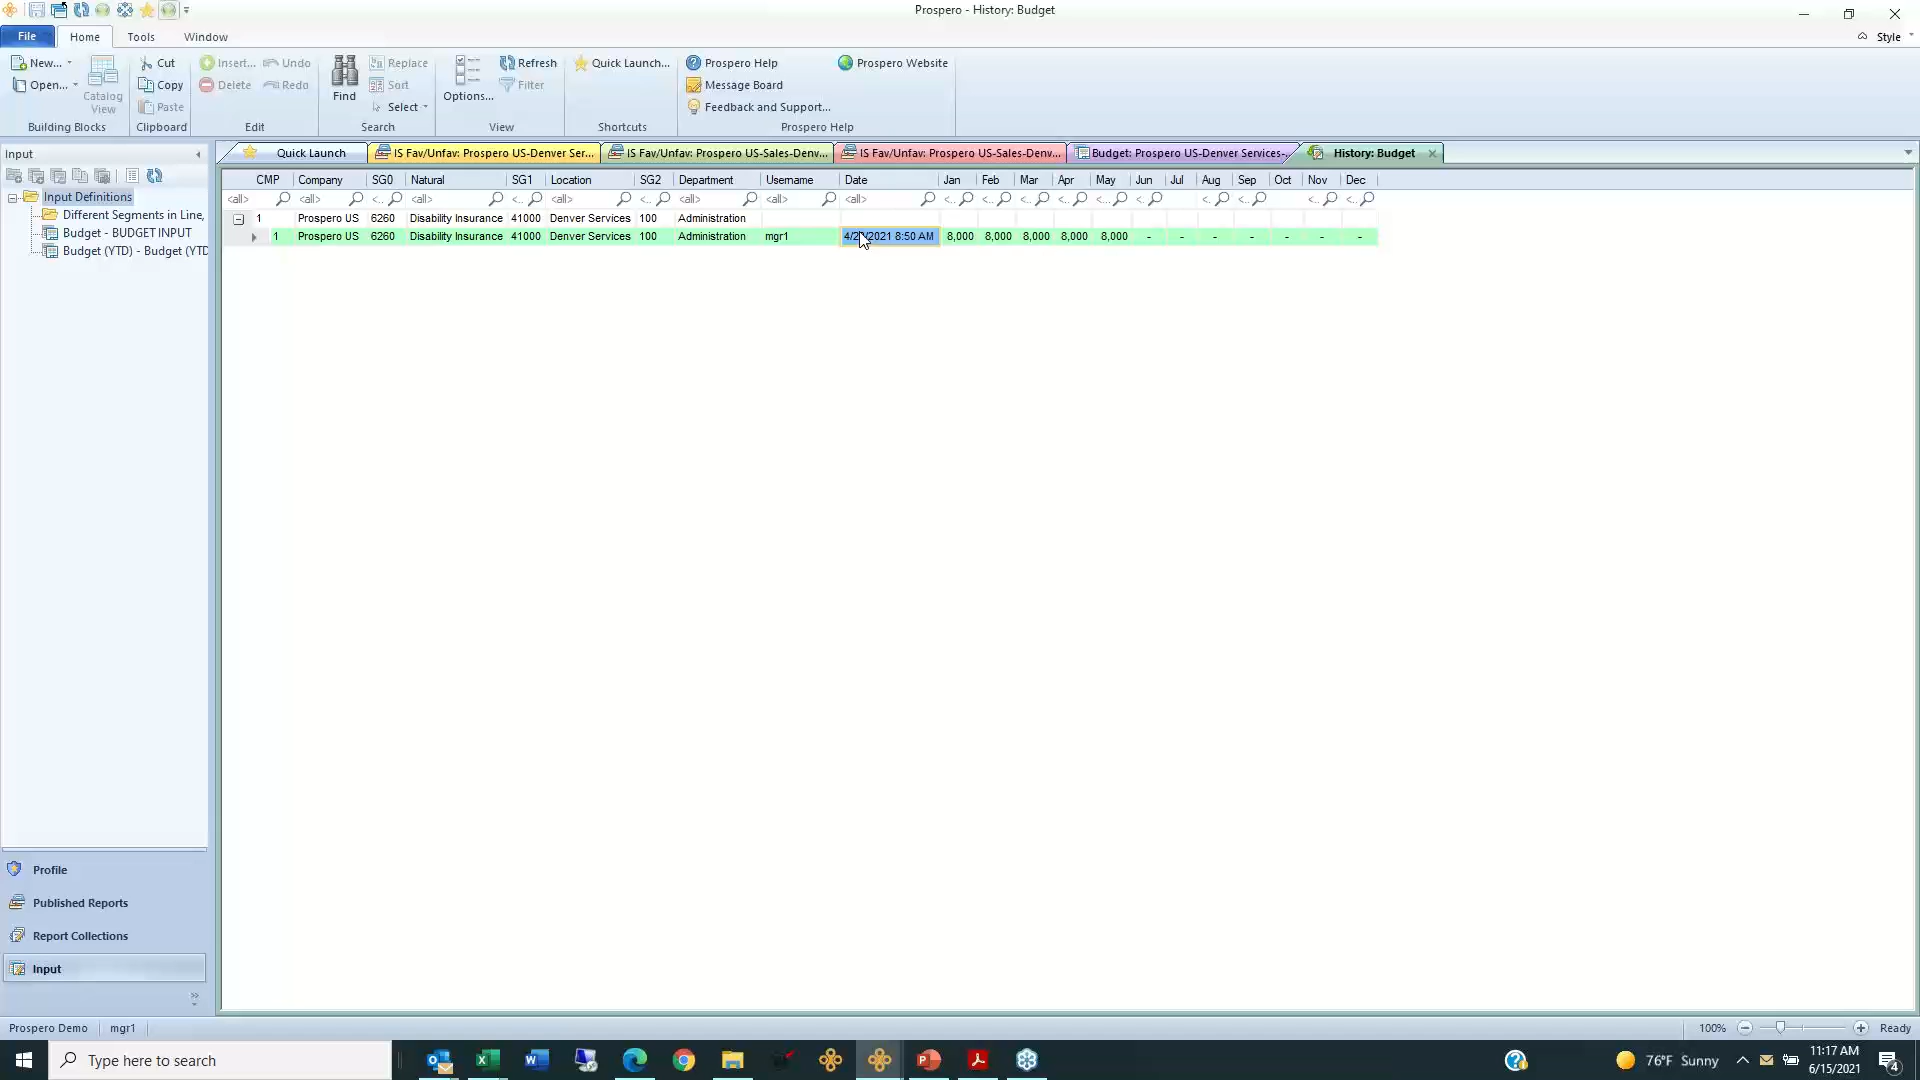 Prospero - History: Budget
File Home Tools Window Style
New... Cut Insert... Undo Replace Refresh Quick Launch... Prospero Help Prospero Website
Open... Copy Delete Redo Sort Filter Message Board
Catalog View Paste Find Select Options... Feedback and Support...
Building Blocks Clipboard Edit Search View Shortcuts Prospero Help
Input Quick Launch IS Fav/Unfav: Prospero US-Denver Ser... IS Fav/Unfav: Prospero US-Sales-Denv... IS Fav/Unfav: Prospero US-Sales-Denv... Budget: Prospero US-Denver Services-... History: Budget
CMP Company SG0 Natural SG1 Location SG2 Department Username Date Jan Feb Mar Apr May Jun Jul Aug Sep Oct Nov Dec
<all> <all> <.. <all> <.. <all> <.. <all> <all> <all> <.. <.. <.. <.. <.. <.. <.. <.. <.. <..
1 Prospero US 6260 Disability Insurance 41000 Denver Services 100 Administration
1 Prospero US 6260 Disability Insurance 41000 Denver Services 100 Administration mgr1 2021 8:50 AM 8,000 8,000 8,000 8,000 8,000 - - - - - - -
Input Definitions
Different Segments in Line,
Budget - BUDGET INPUT
Budget (YTD) - Budget (YTD
Profile
Published Reports
Report Collections
Input
Prospero Demo mgr1 100% Ready
Type here to search 76°F Sunny 11:17 AM
6/15/2021 4